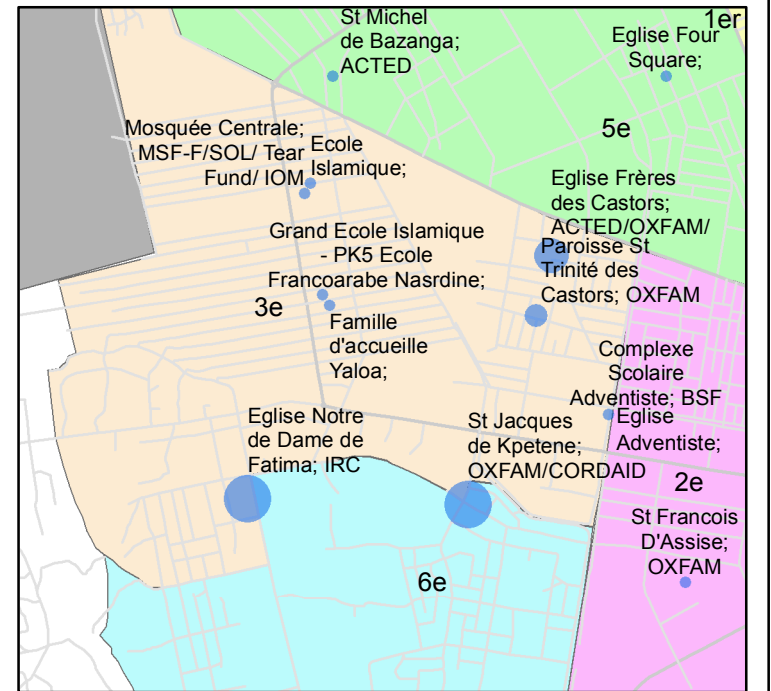 St Michel
de Bazanga;
ACTED
1er
Eglise Four
Square;
5e
Mosquée Centrale;
-MSF-F/SOL/ Tear
Fund/ IOM
Ecole
Islamique;
Eglise Frères
des Castors;
ACTED/OXFAM/
Paroisse St
Trinité des
Castors; OXFAM
Grand Ecole Islamique
- PK5 Ecole
Francoarabe Nasrdine;
3e
Famille
d'accueille
Yaloa;
Complexe
Scolaire
Adventiste; BSF
Eglise
Adventiste;
Eglise Notre
de Dame de
Fatima; IRC
St Jacques
de Kpetene;
OXFAM/CORDAID
2e
St Francois
D'Assise;
OXFAM
6e